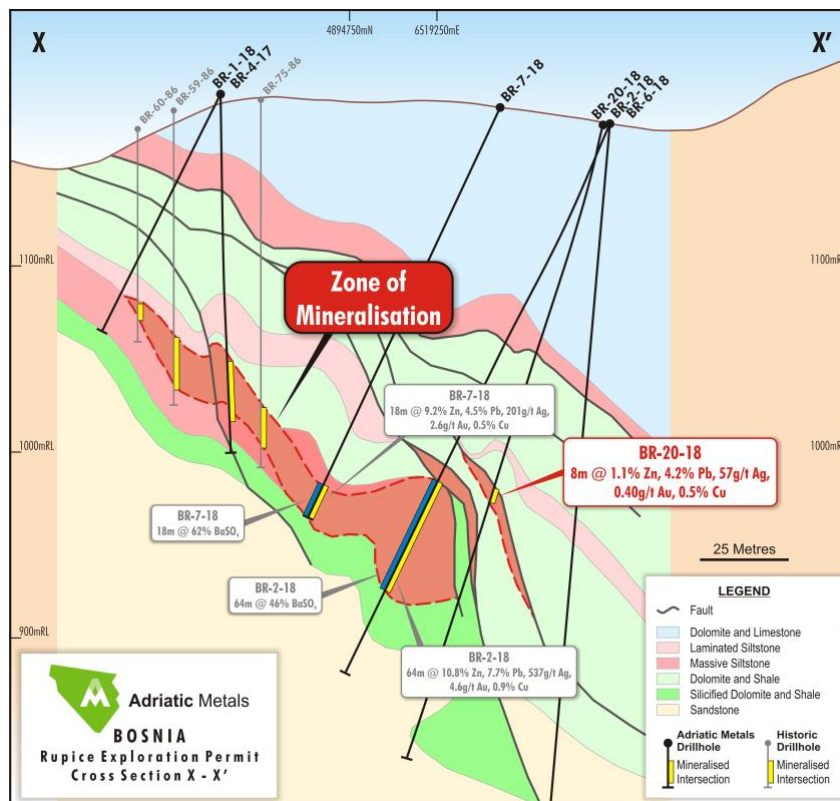 X
4894750mN
6519250mE
X'
BR-60-86
BR-59-86
BR-1-18
BR-4-17
BR-75-86
BR-7-18
BR-20-18
BR-2-18
BR-6-18
1100mRL
1100mRL
Zone of
Mineralisation
BR-7-18
18m @ 9.2% Zn, 4.5% Pb, 201g/t Ag,
2.6g/t Au, 0.5% Cu
1000mRL
1000mRL
BR-20-18
8m @ 1.1% Zn, 4.2% Pb, 57g/t Ag,
0.40g/t Au, 0.5% Cu
BR-7-18
18m @ 62% BaSO₄
25 Metres
BR-2-18
64m @ 46% BaSO₄
900mRL
BR-2-18
64m @ 10.8% Zn, 7.7% Pb, 537g/t Ag,
4.6g/t Au, 0.9% Cu
Adriatic Metals
BOSNIA
Rupice Exploration Permit
Cross Section X - X'
LEGEND
Fault
Dolomite and Limestone
Laminated Siltstone
Massive Siltstone
Dolomite and Shale
Silicified Dolomite and Shale
Sandstone
Adriatic Metals
Drillhole
Mineralised
Intersection
Historic
Drillhole
Mineralised
Intersection